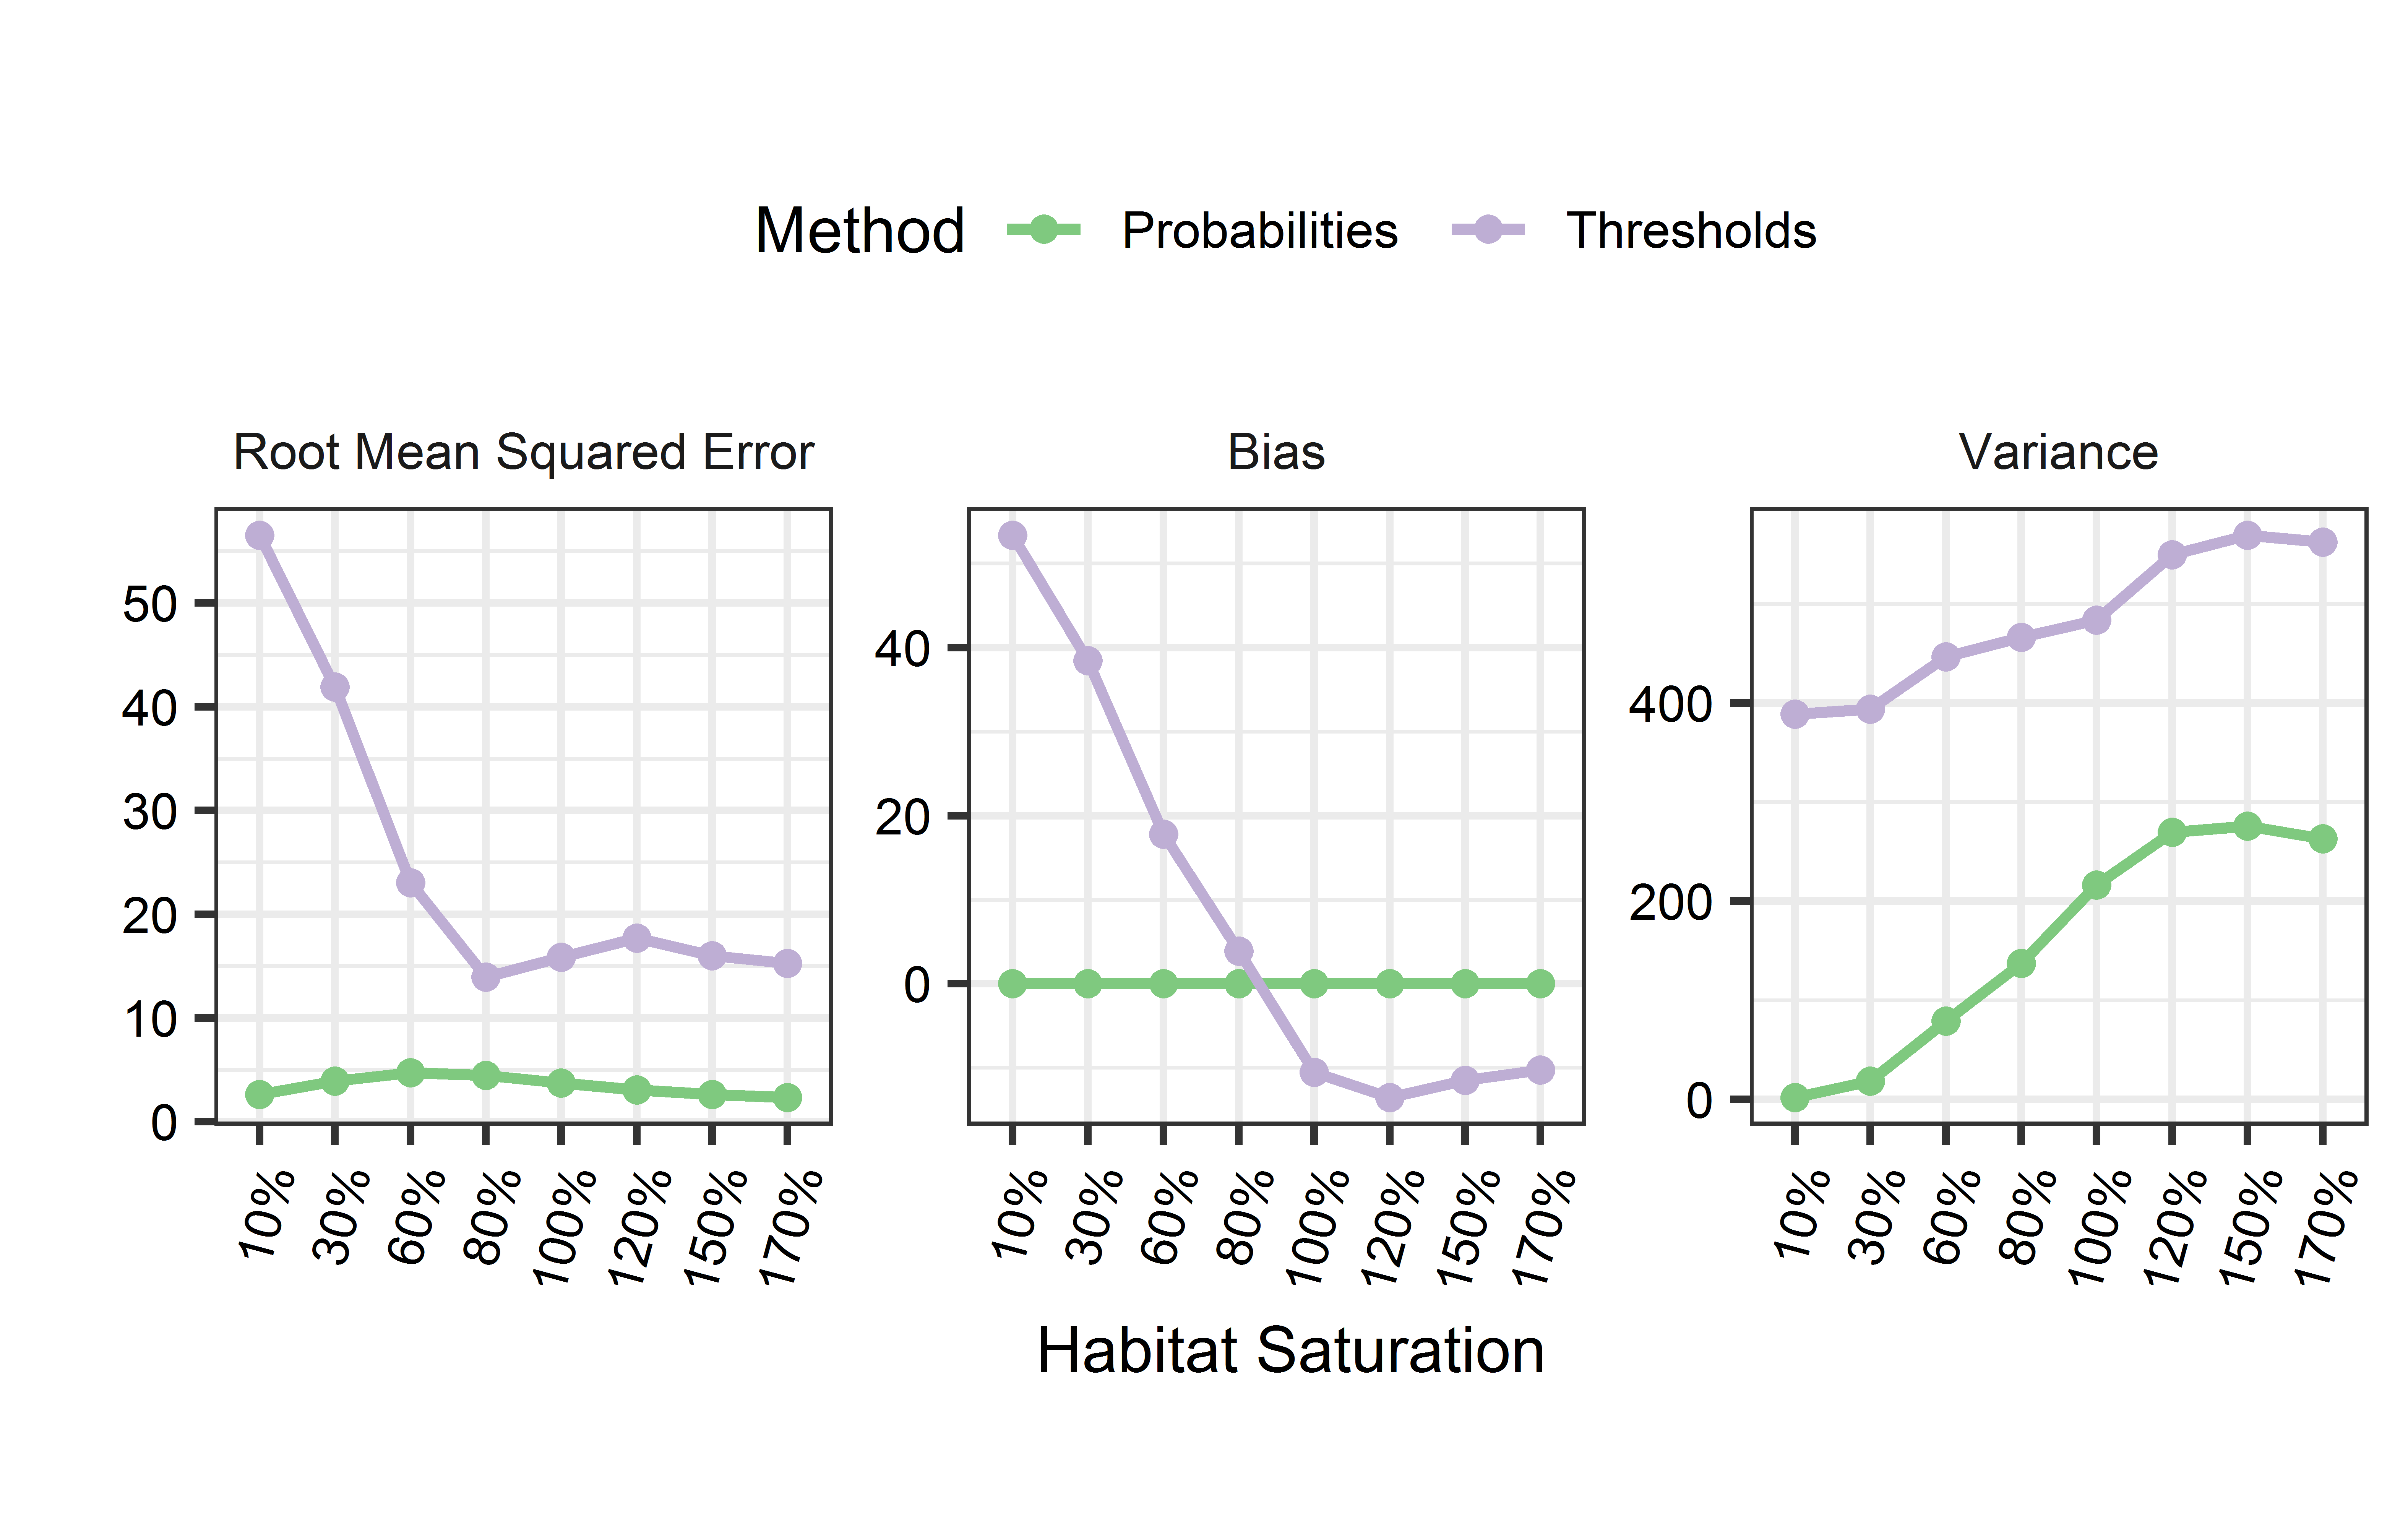 Method Probabilities Thresholds
Root Mean Squared Error Bias Variance
50
40
30
20
10
0
40
20
0
400
200
0
10% 30% 60% 80% 100% 120% 150% 170%
10% 30% 60% 80% 100% 120% 150% 170%
10% 30% 60% 80% 100% 120% 150% 170%
Habitat Saturation